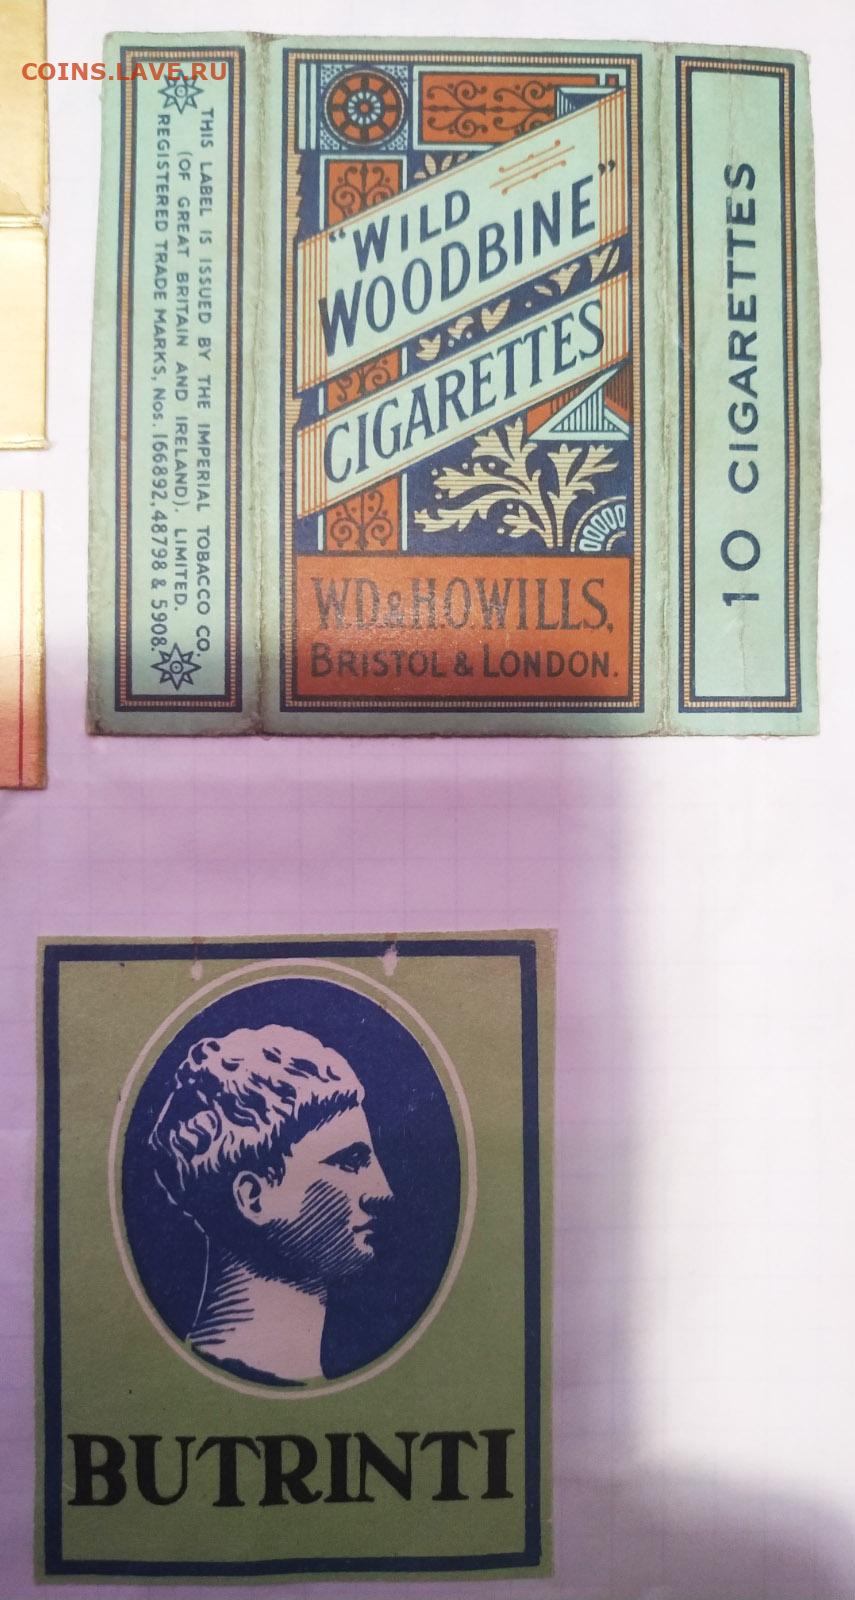 COINS.LAVE.RU
THIS LABEL IS ISSUED BY THE IMPERIAL TOBACCO CO.
(OF GREAT BRITAIN AND IRELAND). LIMITED.
REGISTERED TRADE MARKS, Nos. 166892, 48798 & 5908.
"WILD
WOODBINE"
CIGARETTES
W.D.& H.O.WILLS,
BRISTOL & LONDON.
10 CIGARETTES
BUTRINTI